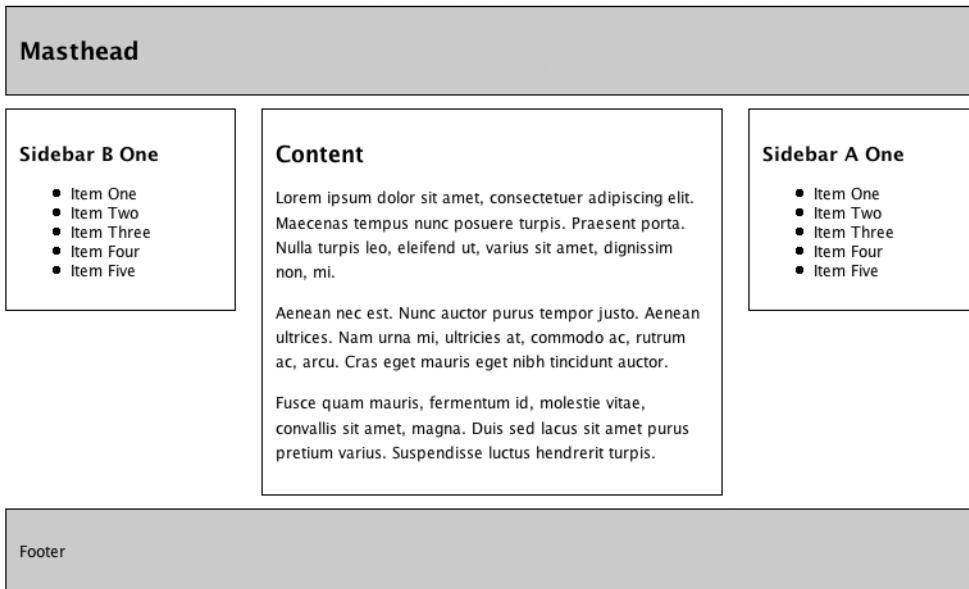 Masthead
Sidebar B One
Item One
Item Two
Item Three
Item Four
Item Five
Content
Lorem ipsum dolor sit amet, consectetuer adipiscing elit.
Maecenas tempus nunc posuere turpis. Praesent porta.
Nulla turpis leo, eleifend ut, varius sit amet, dignissim
non, mi.
Aenean nec est. Nunc auctor purus tempor justo. Aenean
ultrices. Nam urna mi, ultricies at, commodo ac, rutrum
ac, arcu. Cras eget mauris eget nibh tincidunt auctor.
Fusce quam mauris, fermentum id, molestie vitae,
convallis sit amet, magna. Duis sed lacus sit amet purus
pretium varius. Suspendisse luctus hendrerit turpis.
Sidebar A One
Item One
Item Two
Item Three
Item Four
Item Five
Footer